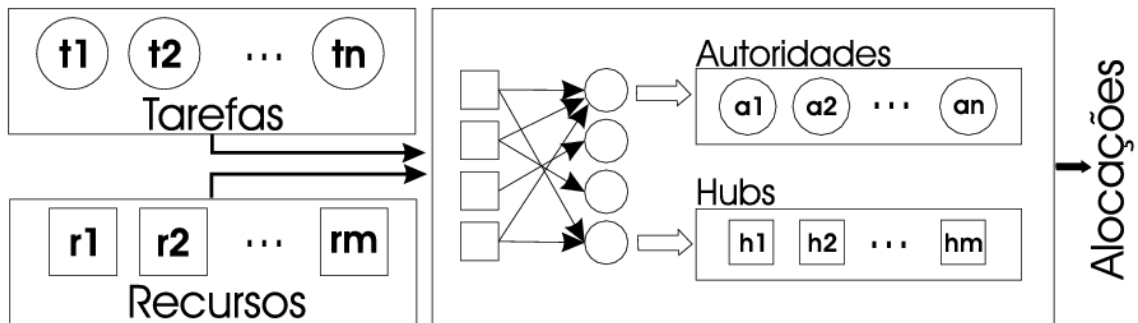 t1 t2 ... tn
Tarefas
r1 r2 ... rm
Recursos
Autoridades
a1 a2 ... an
Hubs
h1 h2 ... hm
Alocações